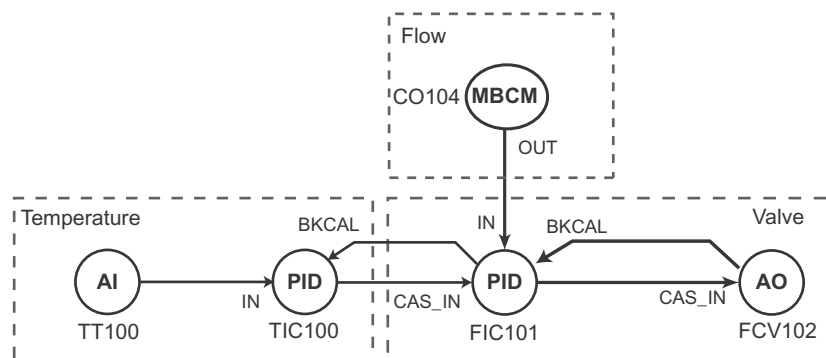 Flow
CO104 MBCM
OUT
Temperature
BKCAL
IN
BKCAL
Valve
AI
PID
PID
AO
IN
CAS_IN
CAS_IN
TT100
TIC100
FIC101
FCV102